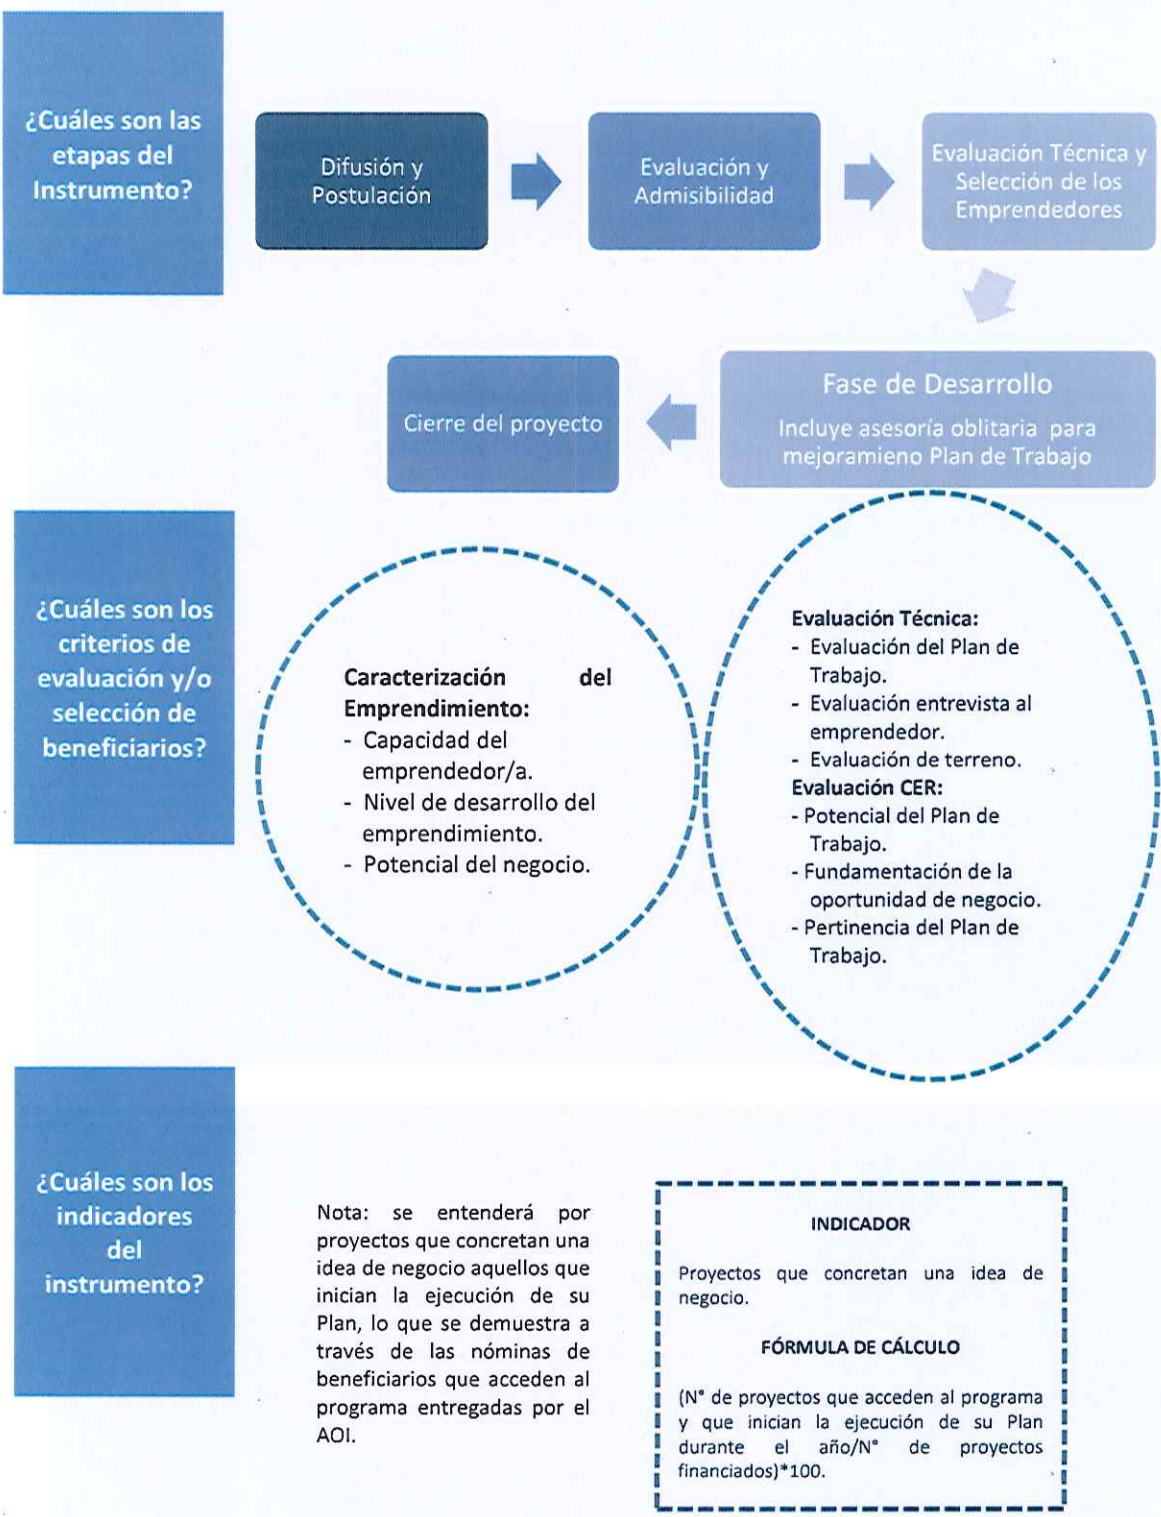 ¿Cuáles son las
etapas del
Instrumento?
Difusión y
Postulación
Evaluación y
Admisibilidad
Evaluación Técnica y
Selección de los
Emprendedores
Fase de Desarrollo
Incluye asesoría oblitaria para
mejoramieno Plan de Trabajo
Cierre del proyecto
¿Cuáles son los
criterios de
evaluación y/o
selección de
beneficiarios?
Caracterización del
Emprendimiento:
- Capacidad del
emprendedor/a.
- Nivel de desarrollo del
emprendimiento.
- Potencial del negocio.
Evaluación Técnica:
- Evaluación del Plan de
Trabajo.
- Evaluación entrevista al
emprendedor.
- Evaluación de terreno.
Evaluación CER:
- Potencial del Plan de
Trabajo.
- Fundamentación de la
oportunidad de negocio.
- Pertinencia del Plan de
Trabajo.
¿Cuáles son los
indicadores
del
instrumento?
Nota: se entenderá por
proyectos que concretan una
idea de negocio aquellos que
inician la ejecución de su
Plan, lo que se demuestra a
través de las nóminas de
beneficiarios que acceden al
programa entregadas por el
AOI.
INDICADOR
Proyectos que concretan una idea de
negocio.
FÓRMULA DE CÁLCULO
(N° de proyectos que acceden al programa
y que inician la ejecución de su Plan
durante el año/N° de proyectos
financiados)*100.